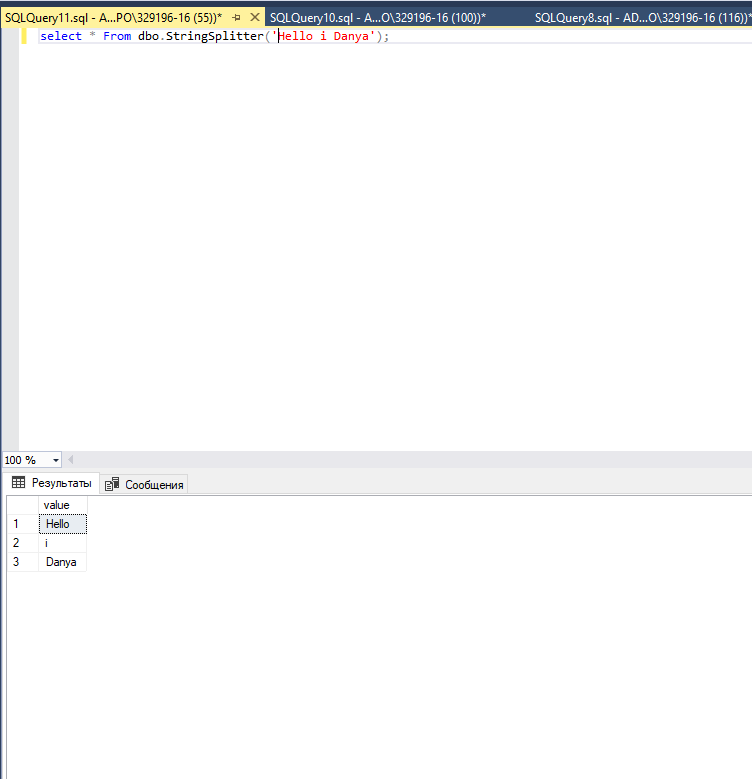 SQLQuery11.sql - A...PO\329196-16 (55))* SQLQuery10.sql - A...O\329196-16 (100))* SQLQuery8.sql - AD...O\329196-16 (116))*
select * From dbo.StringSplitter('Hello i Danya');
100 %
Результаты Сообщения
value
1 Hello
2 i
3 Danya